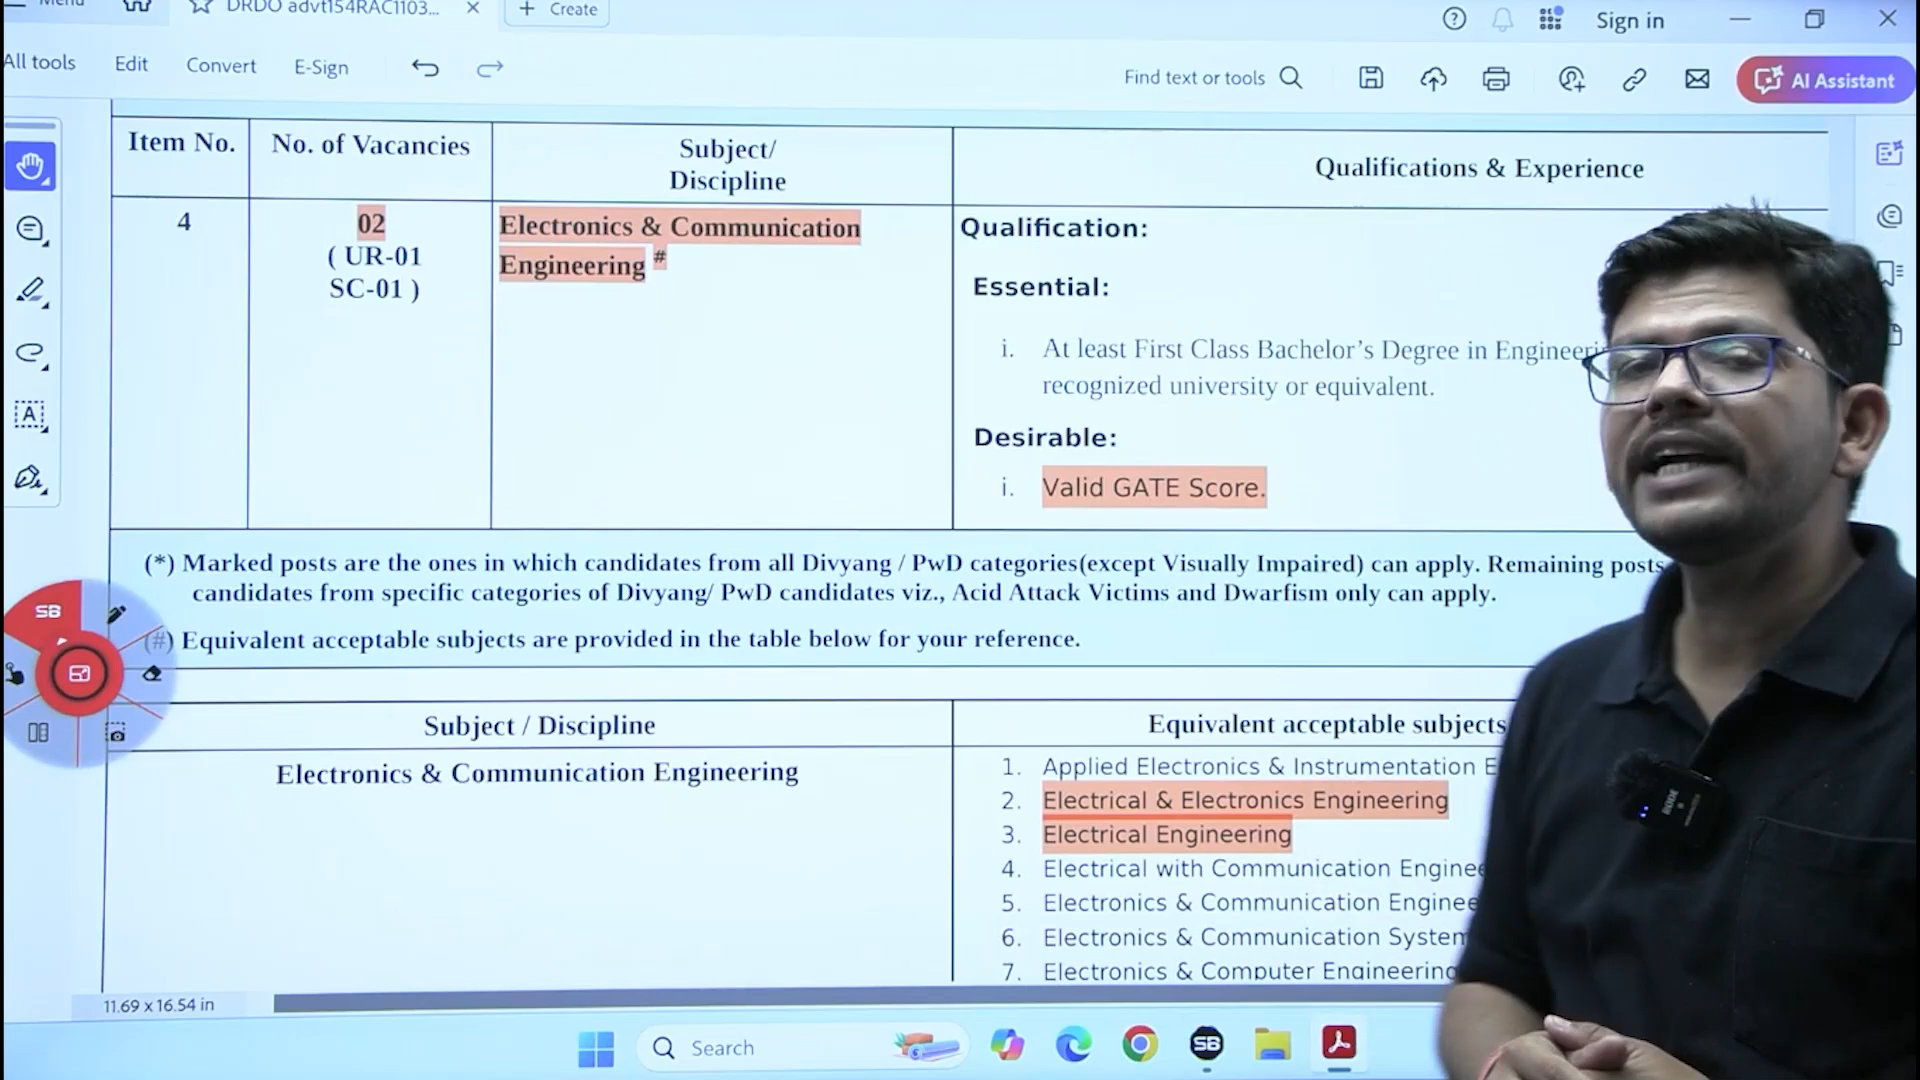 Menu
DRDO advt154RAC1103...
Create
Sign in
All tools
Edit
Convert
E-Sign
Find text or tools
AI Assistant
Item No.
No. of Vacancies
Subject/
Discipline
Qualifications & Experience
4
02
( UR-01
SC-01 )
Electronics & Communication
Engineering #
Qualification:
Essential:
i. At least First Class Bachelor's Degree in
recognized university or equivalent.
Desirable:
i. Valid GATE Score.
(*) Marked posts are the ones in which candidates from all Divyang / PwD categories(except Visually Impaired) can apply. Remaining posts
candidates from specific categories of Divyang/ PwD candidates viz., Acid Attack Victims and Dwarfism only can apply.
(#) Equivalent acceptable subjects are provided in the table below for your reference.
Subject / Discipline
Equivalent acceptable subjects
Electronics & Communication Engineering
1. Applied Electronics & Instrumentation E
2. Electrical & Electronics Engineering
3. Electrical Engineering
4. Electrical with Communication
5. Electronics & Communication
6. Electronics & Communication System
7. Electronics & Computer Engineering
SB
11.69 x 16.54 in
Search
SB
RODE